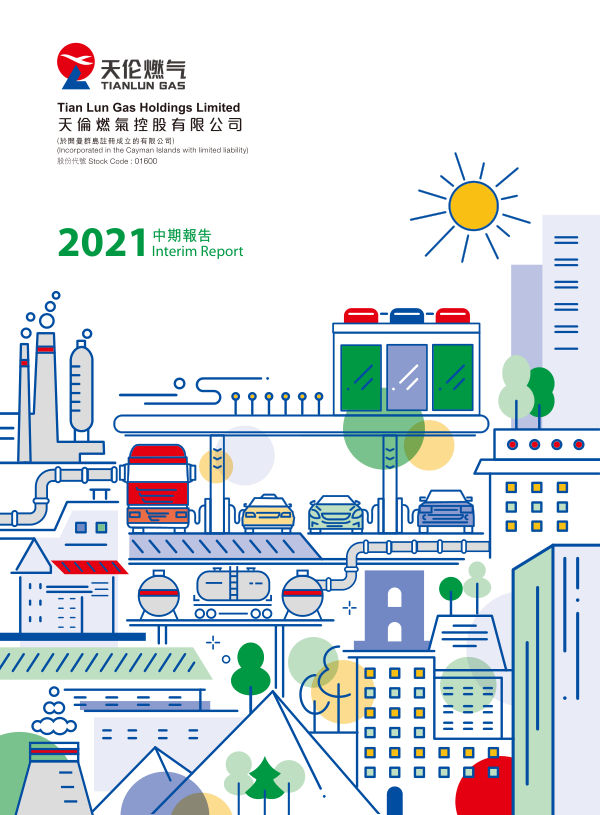 天伦燃气
TIANLUN GAS
Tian Lun Gas Holdings Limited
天倫燃氣控股有限公司
(於開曼群島註冊成立的有限公司)
(Incorporated in the Cayman Islands with limited liability)
股份代號 Stock Code : 01600
2021 中期報告
Interim Report